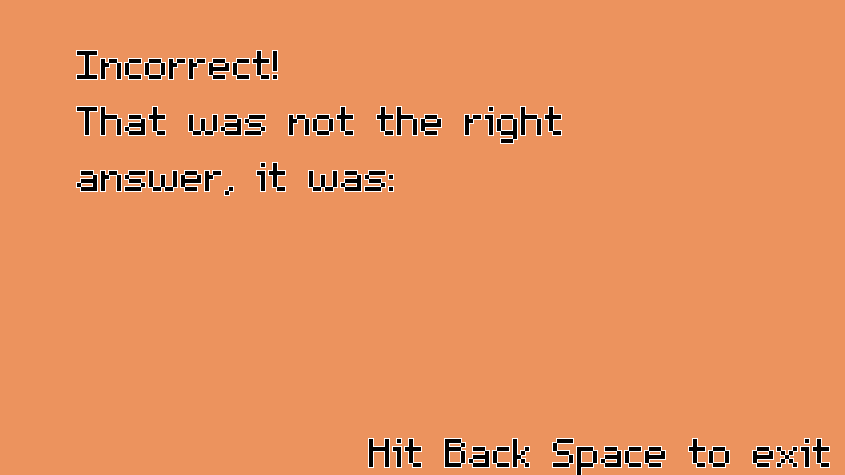 Incorrect!
That was not the right
answer, it was:
Hit Back Space to exit